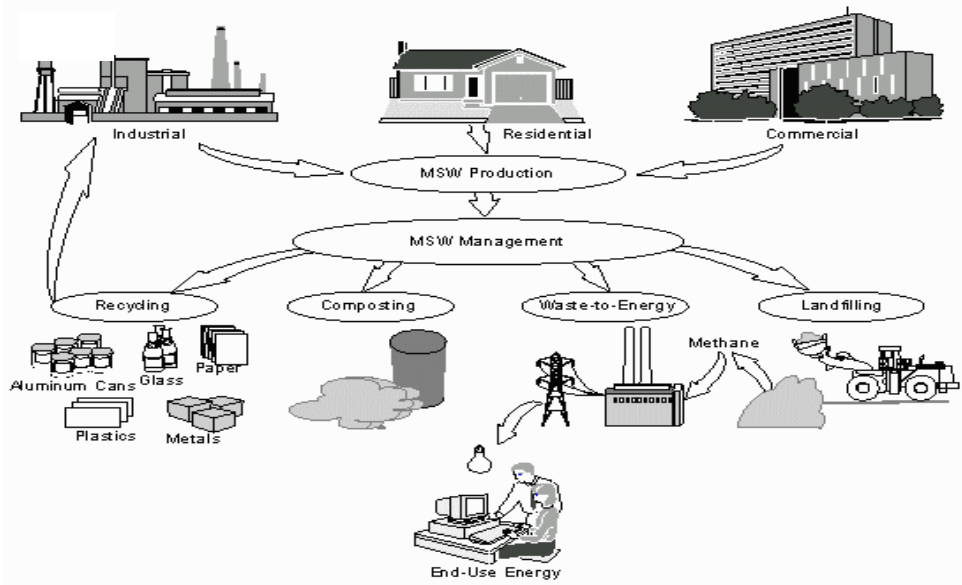 Industrial
Residential
Commercial
MSW Production
MSW Management
Recycling
Composting
Waste-to-Energy
Landfilling
Aluminum Cans
Glass
Paper
Methane
Plastics
Metals
End-Use Energy